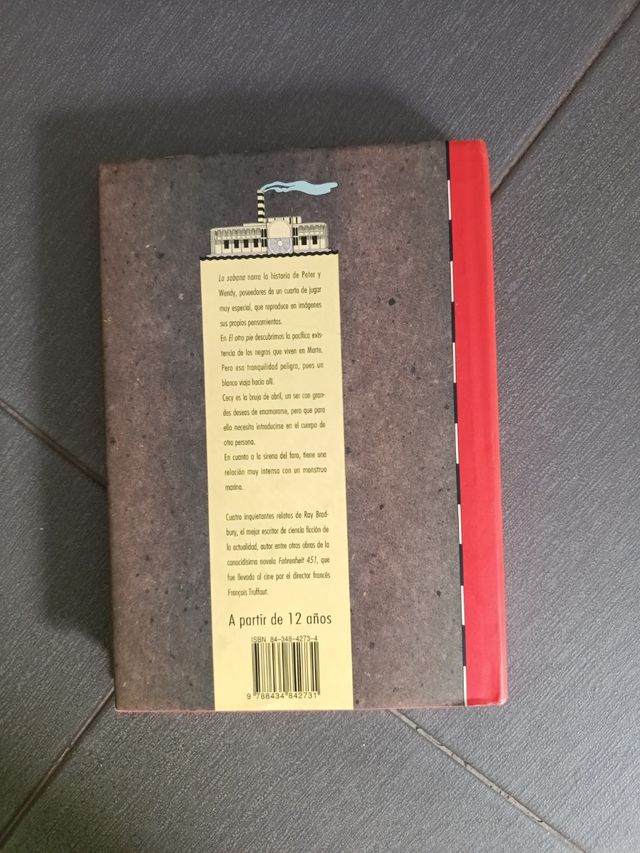 La sabana narra la historia de Peter y
Wendy, poseedores de un cuarto de jugar
muy especial, que reproduce en imágenes
sus propios pensamientos.
En El otro pie descubrimos la pacífica exis-
tencia de los negros que viven en Marte.
Pero esa tranquilidad peligra, pues un
blanco viaja hacia allí.
Cecy es la bruja de abril, un ser con gran-
des deseos de enamorarse, pero que para
ello necesita introducirse en el cuerpo de
otra persona.
En cuanto a la sirena del faro, tiene una
relación muy intensa con un monstruo
marino.
Cuatro inquietantes relatos de Ray Brad-
bury, el mejor escritor de ciencia ficción de
la actualidad, autor entre otras obras de la
conocidísima novela Fahrenheit 451, que
fue llevada al cine por el director francés
François Truffaut.
A partir de 12 años
ISBN 84-348-4273-4
9 788434 842731